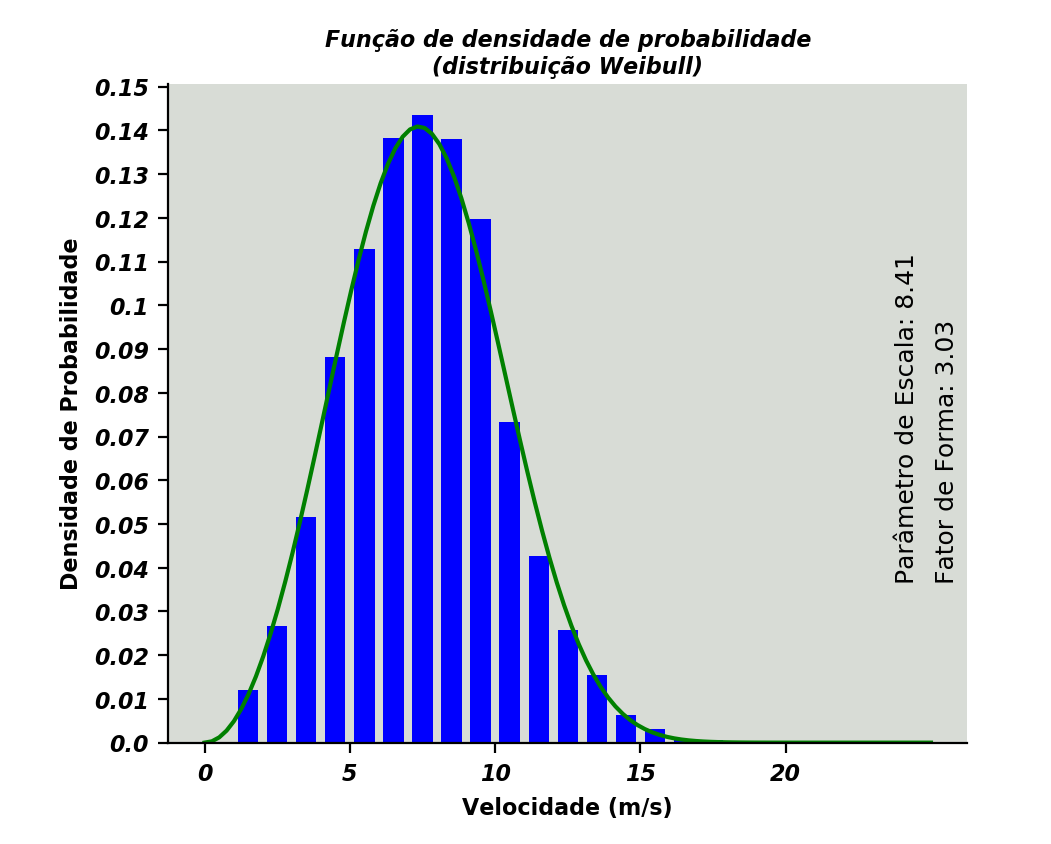 Função de densidade de probabilidade
(distribuição Weibull)
Densidade de Probabilidade
0.15
0.14
0.13
0.12
0.11
0.1
0.09
0.08
0.07
0.06
0.05
0.04
0.03
0.02
0.01
0.0
Parâmetro de Escala: 8.41
Fator de Forma: 3.03
0 5 10 15 20
Velocidade (m/s)